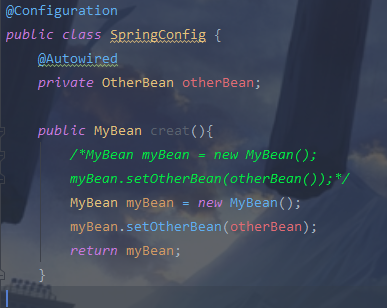 @Configuration
public class SpringConfig {
@Autowired
private OtherBean otherBean;
public MyBean creat(){
/*MyBean myBean = new MyBean();
myBean.setOtherBean(otherBean());*/
MyBean myBean = new MyBean();
myBean.setOtherBean(otherBean);
return myBean;
}